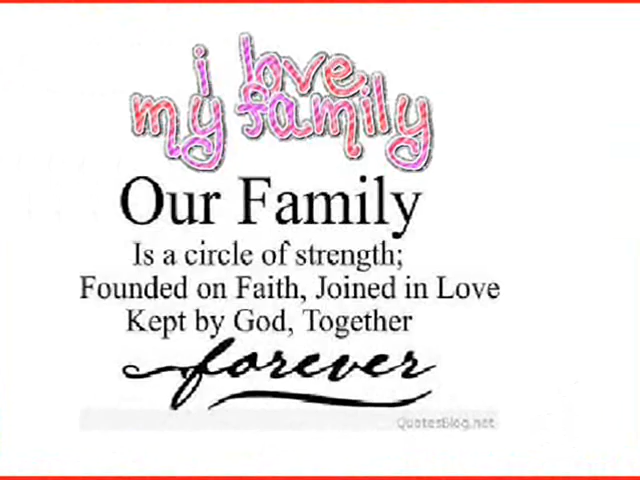 i love
my family
Our Family
Is a circle of strength;
Founded on Faith, Joined in Love
Kept by God, Together
forever
QuotesBlog.net